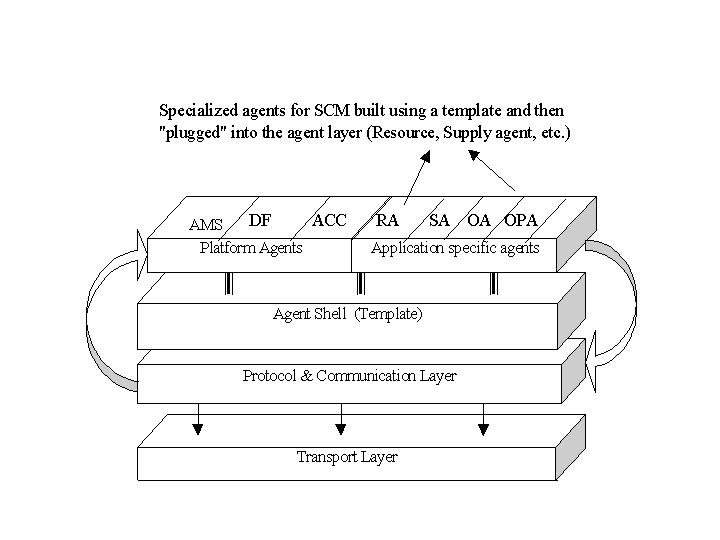 Specialized agents for SCM built using a template and then
"plugged" into the agent layer (Resource, Supply agent, etc.)
AMS DF ACC RA SA OA OPA
Platform Agents Application specific agents
Agent Shell (Template)
Protocol & Communication Layer
Transport Layer